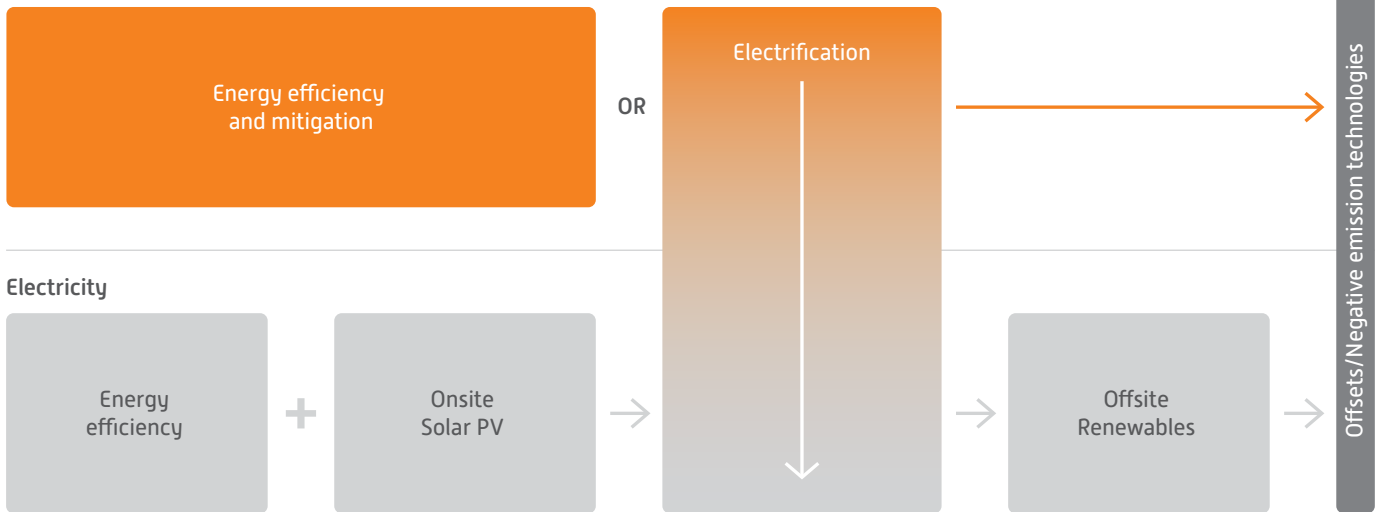 Energy efficiency
and mitigation
OR
Electrification
Offsets/Negative emission technologies
Electricity
Energy
efficiency
+
Onsite
Solar PV
Offsite
Renewables